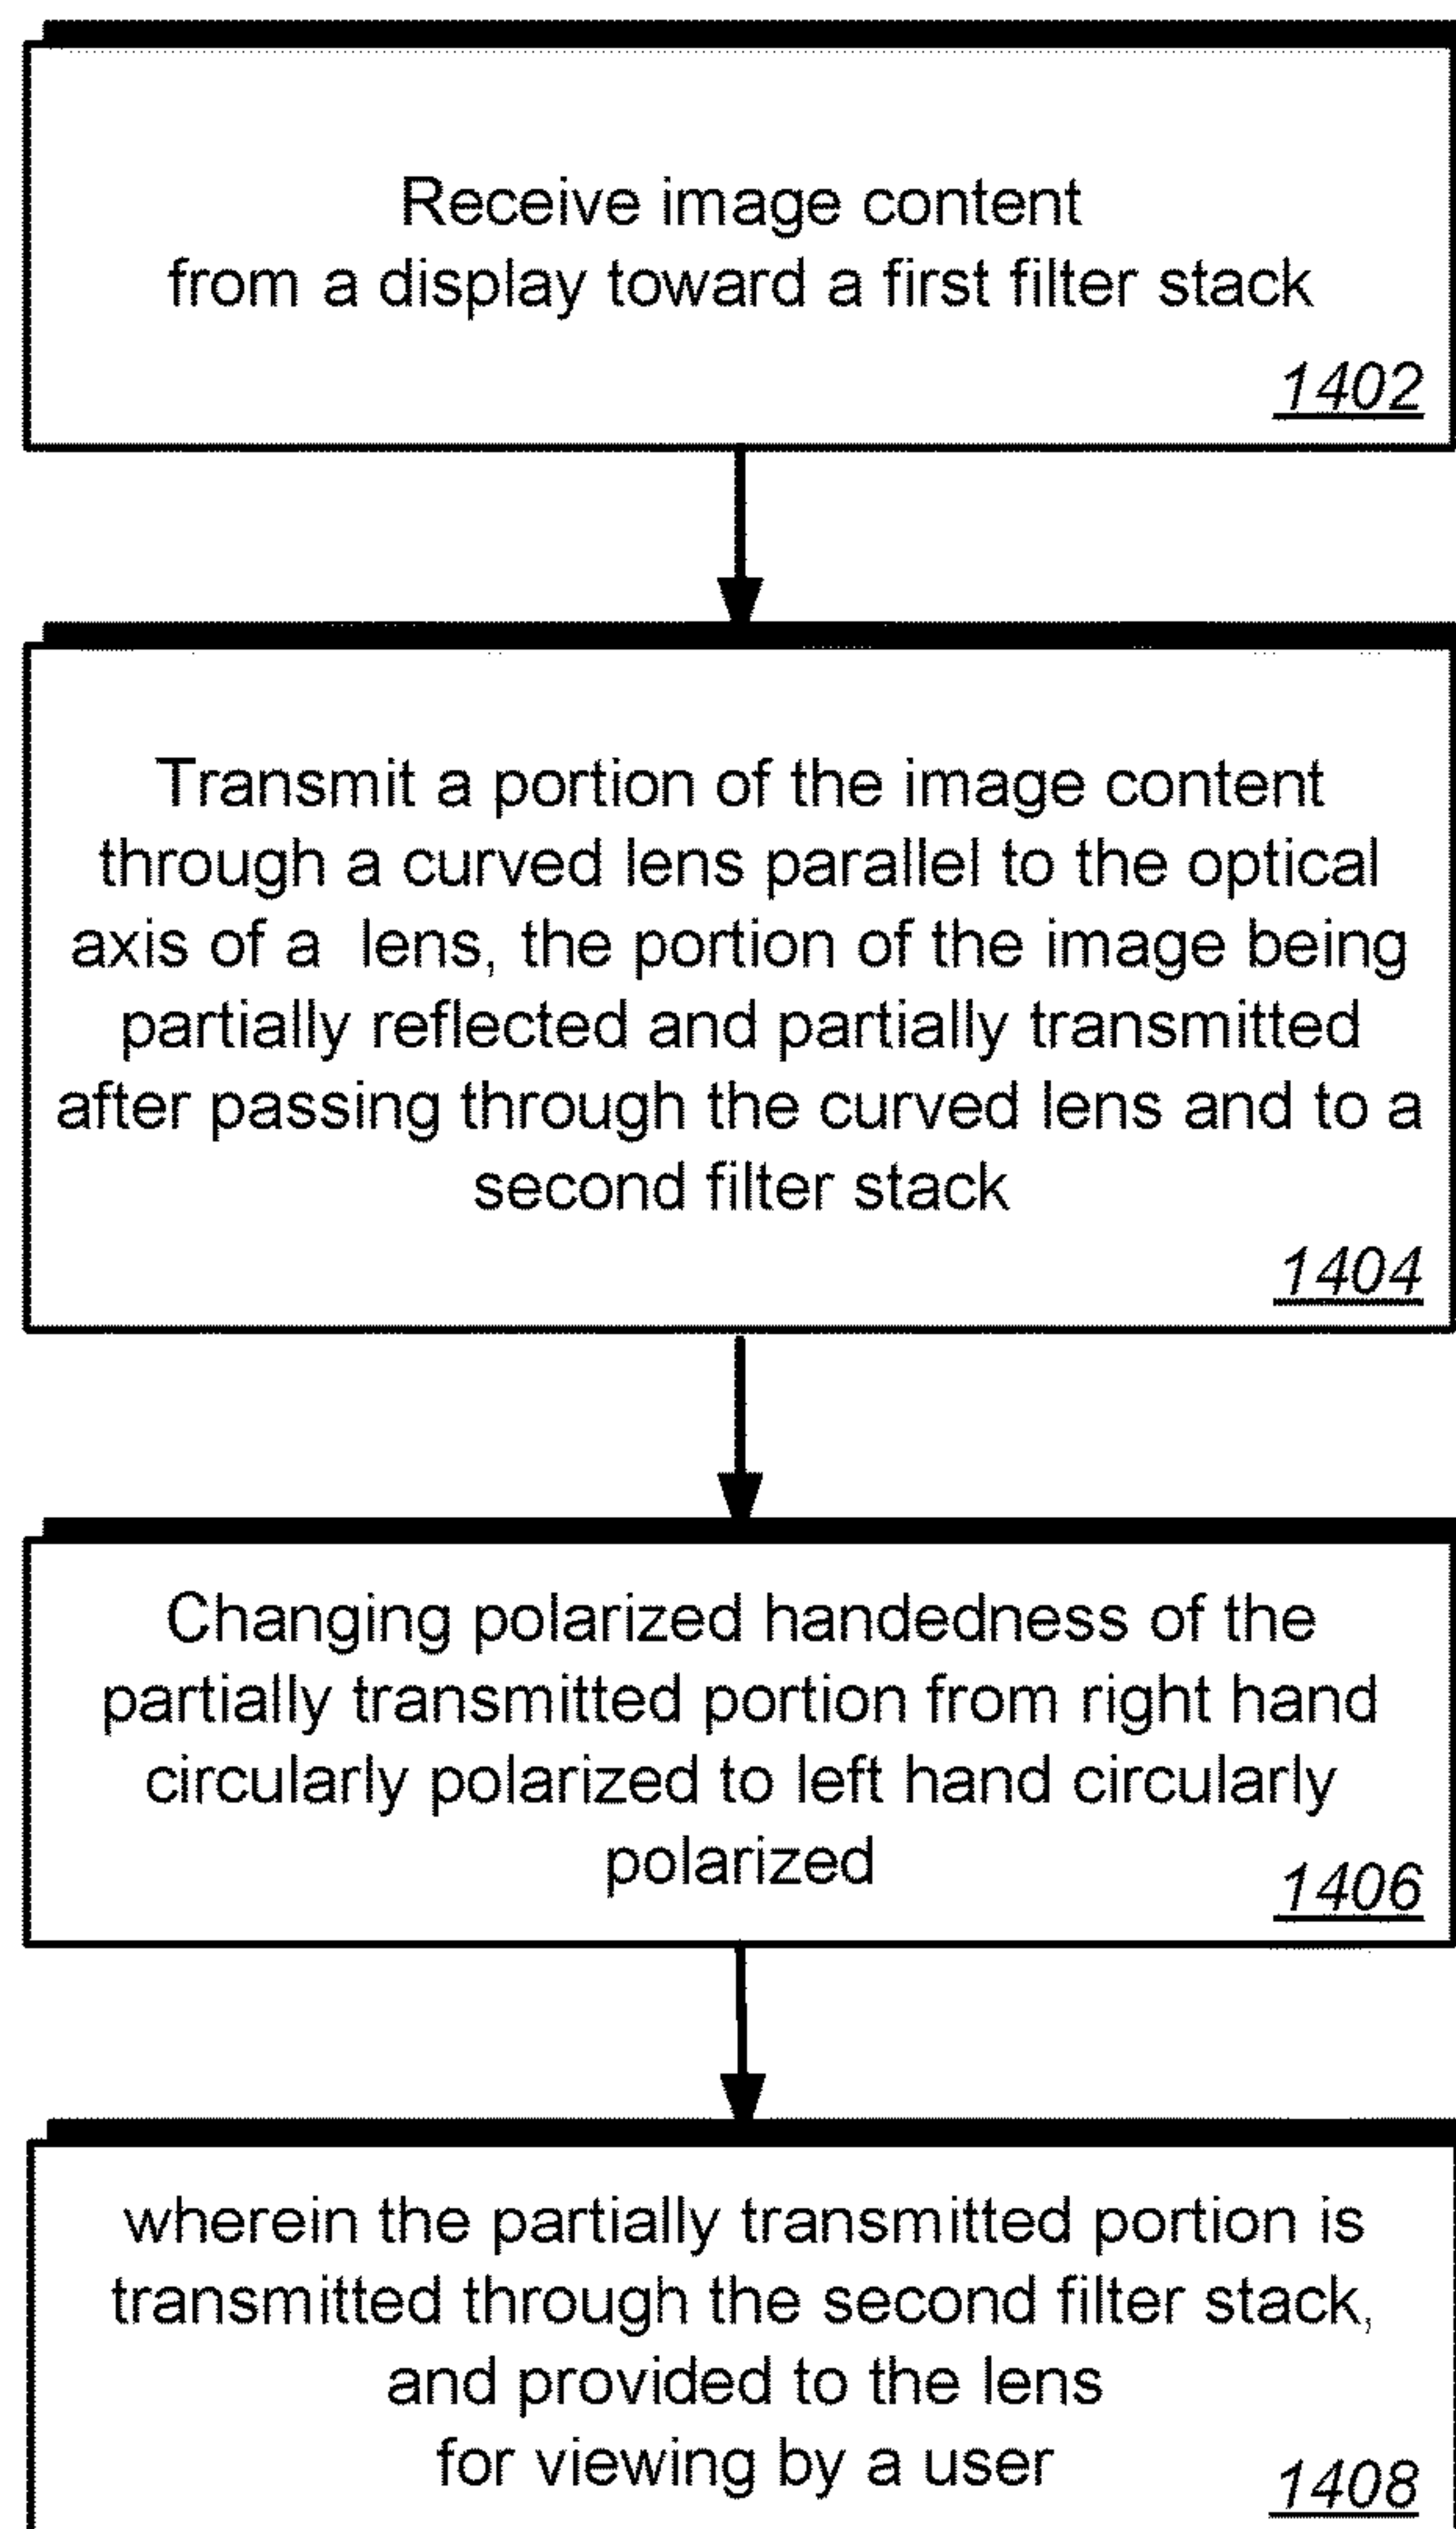 Receive image content
from a display toward a first filter stack
1402
Transmit a portion of the image content
through a curved lens parallel to the optical
axis of a lens, the portion of the image being
partially reflected and partially transmitted
after passing through the curved lens and to a
second filter stack
1404
Changing polarized handedness of the
partially transmitted portion from right hand
circularly polarized to left hand circularly
polarized
1406
wherein the partially transmitted portion is
transmitted through the second filter stack,
and provided to the lens
for viewing by a user
1408